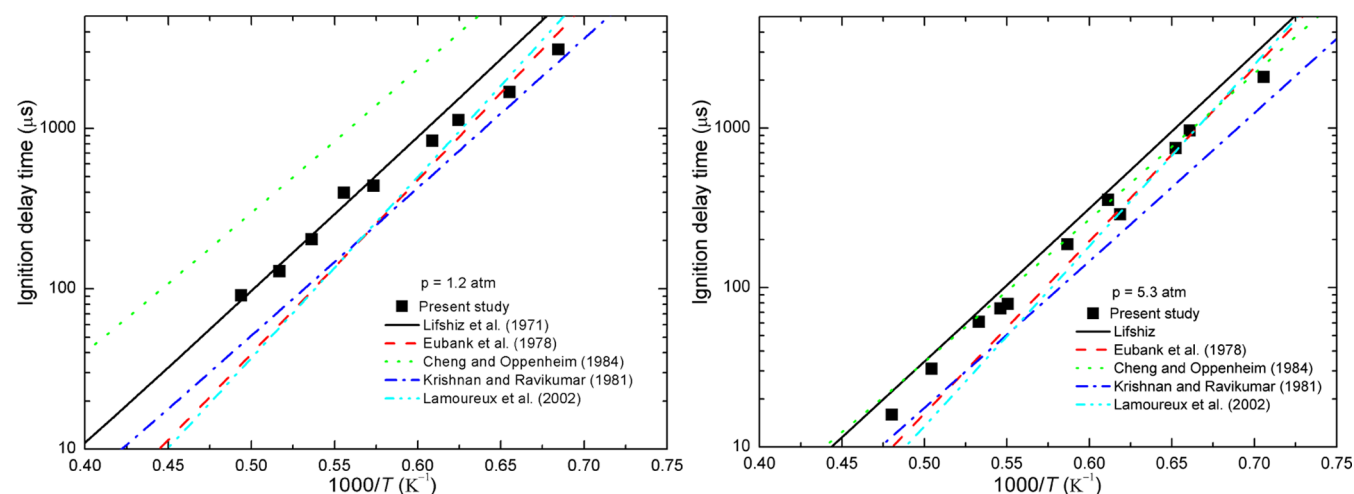 Ignition delay time (μs)
1000
100
10
0.40 0.45 0.50 0.55 0.60 0.65 0.70 0.75
1000/T (K⁻¹)
p = 1.2 atm
Present study
Lifshiz et al. (1971)
Eubank et al. (1978)
Cheng and Oppenheim (1984)
Krishnan and Ravikumar (1981)
Lamoureux et al. (2002)
Ignition delay time (μs)
1000
100
10
0.40 0.45 0.50 0.55 0.60 0.65 0.70 0.75
1000/T (K⁻¹)
p = 5.3 atm
Present study
Lifshiz
Eubank et al. (1978)
Cheng and Oppenheim (1984)
Krishnan and Ravikumar (1981)
Lamoureux et al. (2002)